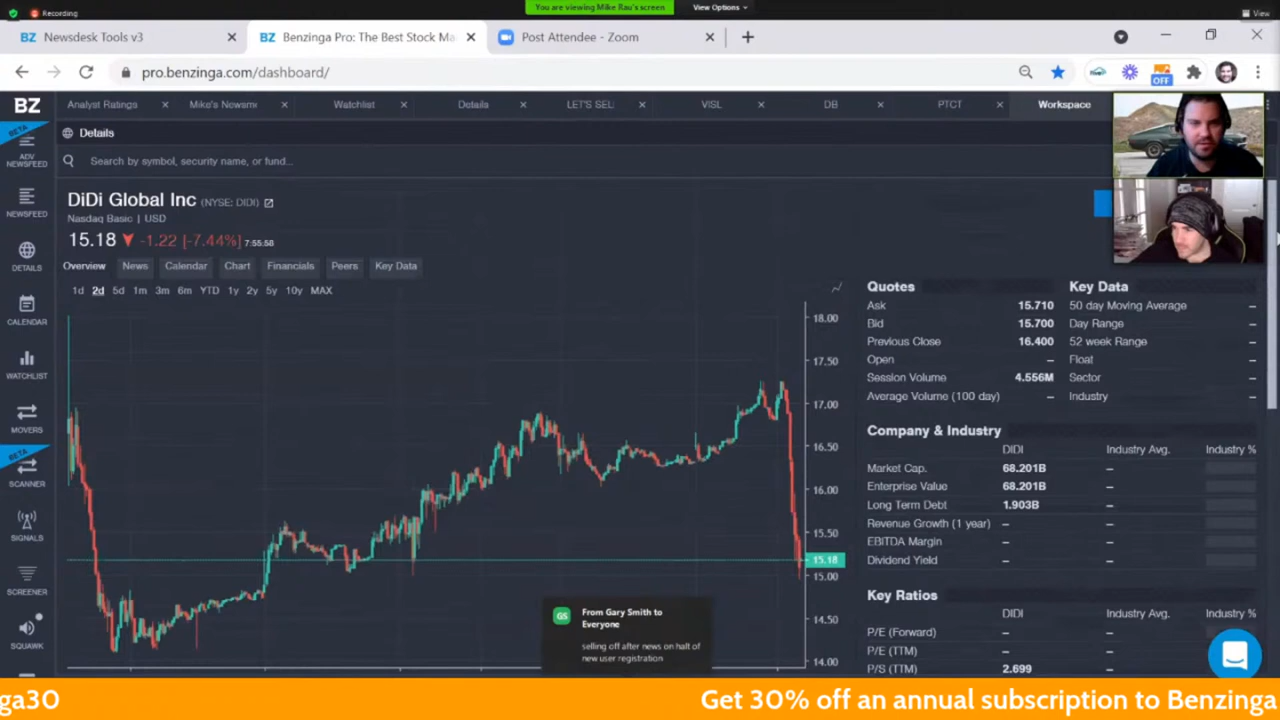 Recording
You are viewing Mike Rau's screen
View Options
View
BZ Newsdesk Tools v3
BZ Benzinga Pro: The Best Stock Ma
Post Attendee - Zoom
pro.benzinga.com/dashboard/
OFF
BZ
Analyst Ratings
Mike's Newsm
Watchlist
Details
LET'S SEL
VISL
DB
PTCT
Workspace
BETA
ADV
NEWSFEED
NEWSFEED
DETAILS
CALENDAR
WATCHLIST
MOVERS
BETA
SCANNER
SIGNALS
SCREENER
SQUAWK
Details
Search by symbol, security name, or fund...
DiDi Global Inc (NYSE: DIDI)
Nasdaq Basic | USD
15.18 -1.22 [-7.44%] 7:55:58
Overview News Calendar Chart Financials Peers Key Data
1d 2d 5d 1m 3m 6m YTD 1y 2y 5y 10y MAX
18.00
17.50
17.00
16.50
16.00
15.50
15.18
15.00
14.50
14.00
Quotes
Ask 15.710
Bid 15.700
Previous Close 16.400
Open –
Session Volume 4.556M
Average Volume (100 day) –
Key Data
50 day Moving Average –
Day Range –
52 week Range –
Float –
Sector –
Industry –
Company & Industry
DIDI Industry Avg. Industry %
Market Cap. 68.201B –
Enterprise Value 68.201B –
Long Term Debt 1.903B –
Revenue Growth (1 year) – –
EBITDA Margin – –
Dividend Yield – –
Key Ratios
DIDI Industry Avg. Industry %
P/E (Forward) – –
P/E (TTM) – –
P/S (TTM) 2.699 –
GS
From Gary Smith to
Everyone
selling off after news on halt of
new user registration
ga30 Get 30% off an annual subscription to Benzinga